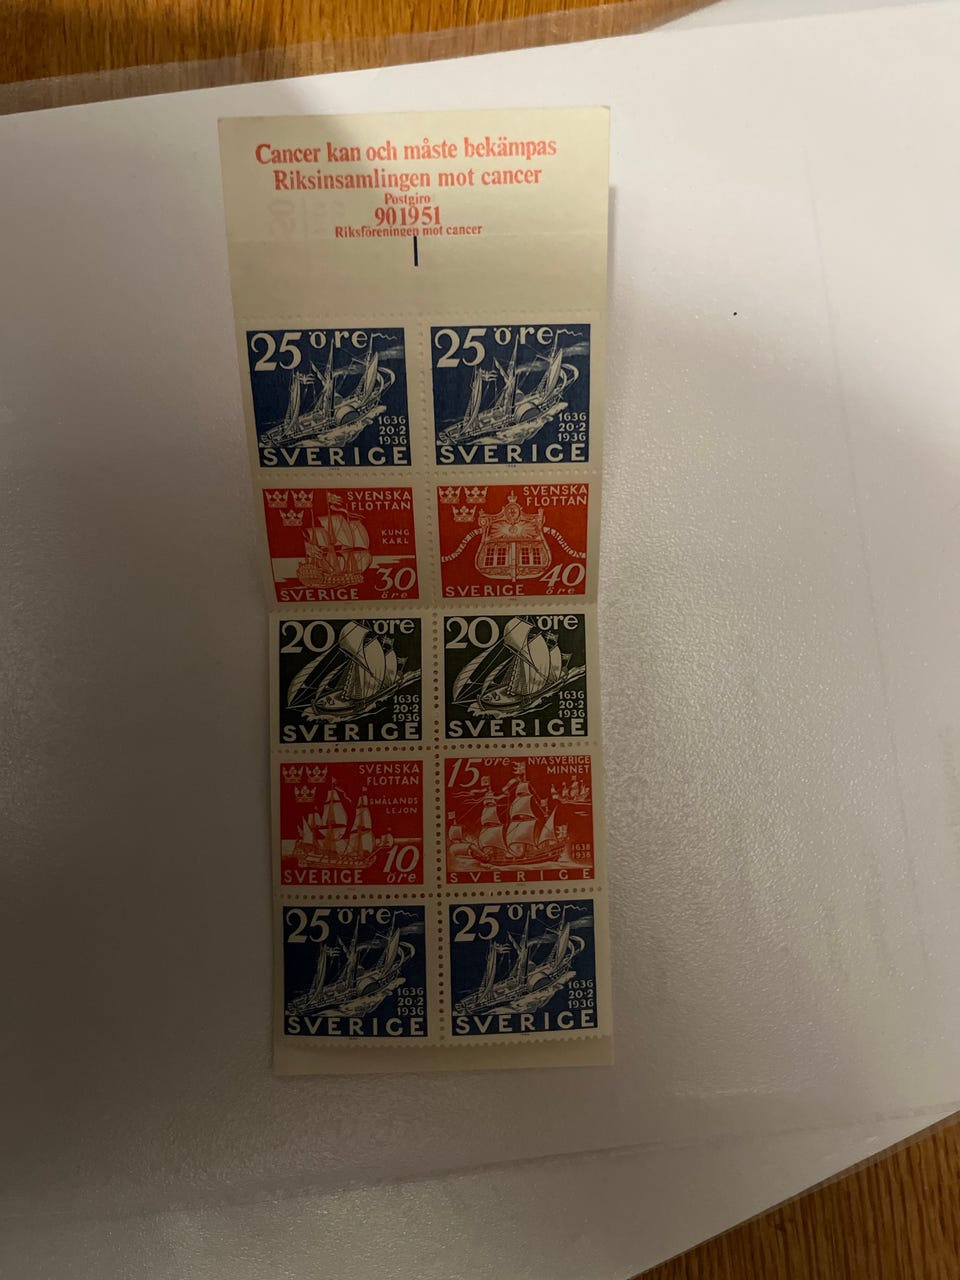 Cancer kan och måste bekämpas
Riksinsamlingen mot cancer
Postgiro
901951
Riksföreningen mot cancer
25 öre
1636
20·2
1936
SVERIGE
25 öre
1636
20·2
1936
SVERIGE
SVENSKA
FLOTTAN
KUNG
KARL
30
SVERIGE öre
SVENSKA
FLOTTAN
GUSTAF III:S AMPHION
40
SVERIGE öre
20 öre
1636
20·2
1936
SVERIGE
20 öre
1636
20·2
1936
SVERIGE
SVENSKA
FLOTTAN
SMÅLANDS
LEJON
10
SVERIGE öre
15 öre NYA SVERIGE
MINNET
1638
1938
SVERIGE
25 öre
1636
20·2
1936
SVERIGE
25 öre
1636
20·2
1936
SVERIGE